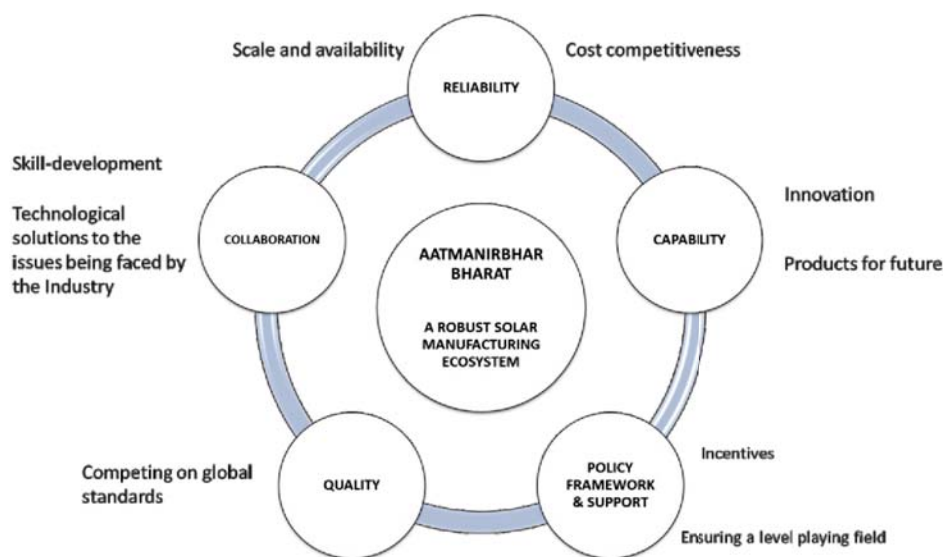 Scale and availability
RELIABILITY
Cost competitiveness
Skill-development
Technological
solutions to the
issues being faced by
the Industry
COLLABORATION
AATMANIRBHAR
BHARAT
A ROBUST SOLAR
MANUFACTURING
ECOSYSTEM
CAPABILITY
Innovation
Products for future
Competing on global
standards
QUALITY
POLICY
FRAMEWORK
& SUPPORT
Incentives
Ensuring a level playing field